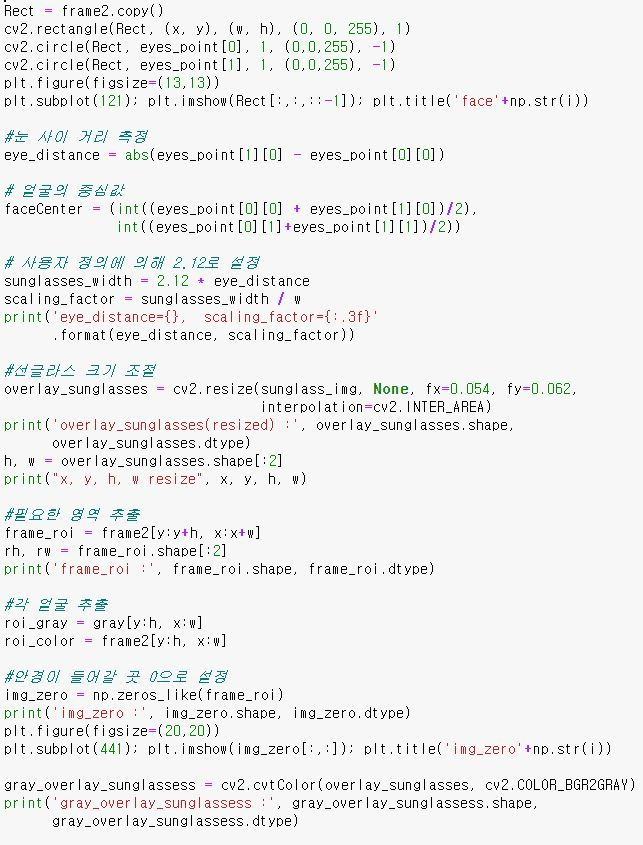 Rect = frame2.copy()
cv2.rectangle(Rect, (x, y), (w, h), (0, 0, 255), 1)
cv2.circle(Rect, eyes_point[0], 1, (0,0,255), -1)
cv2.circle(Rect, eyes_point[1], 1, (0,0,255), -1)
plt.figure(figsize=(13,13))
plt.subplot(121); plt.imshow(Rect[:,:,::-1]); plt.title('face'+np.str(i))
#눈 사이 거리 측정
eye_distance = abs(eyes_point[1][0] - eyes_point[0][0])
# 얼굴의 중심값
faceCenter = (int((eyes_point[0][0] + eyes_point[1][0])/2),
int((eyes_point[0][1]+eyes_point[1][1])/2))
# 사용자 정의에 의해 2.12로 설정
sunglasses_width = 2.12 * eye_distance
scaling_factor = sunglasses_width / w
print('eye_distance={},  scaling_factor={:.3f}'
.format(eye_distance, scaling_factor))
#선글라스 크기 조절
overlay_sunglasses = cv2.resize(sunglass_img, None, fx=0.054, fy=0.062,
interpolation=cv2.INTER_AREA)
print('overlay_sunglasses(resized) :', overlay_sunglasses.shape,
overlay_sunglasses.dtype)
h, w = overlay_sunglasses.shape[:2]
print("x, y, h, w resize", x, y, h, w)
#필요한 영역 추출
frame_roi = frame2[y:y+h, x:x+w]
rh, rw = frame_roi.shape[:2]
print('frame_roi :', frame_roi.shape, frame_roi.dtype)
#각 얼굴 추출
roi_gray = gray[y:h, x:w]
roi_color = frame2[y:h, x:w]
#안경이 들어갈 곳 0으로 설정
img_zero = np.zeros_like(frame_roi)
print('img_zero :', img_zero.shape, img_zero.dtype)
plt.figure(figsize=(20,20))
plt.subplot(441); plt.imshow(img_zero[:,:]); plt.title('img_zero'+np.str(i))
gray_overlay_sunglassess = cv2.cvtColor(overlay_sunglasses, cv2.COLOR_BGR2GRAY)
print('gray_overlay_sunglassess :', gray_overlay_sunglassess.shape,
gray_overlay_sunglassess.dtype)